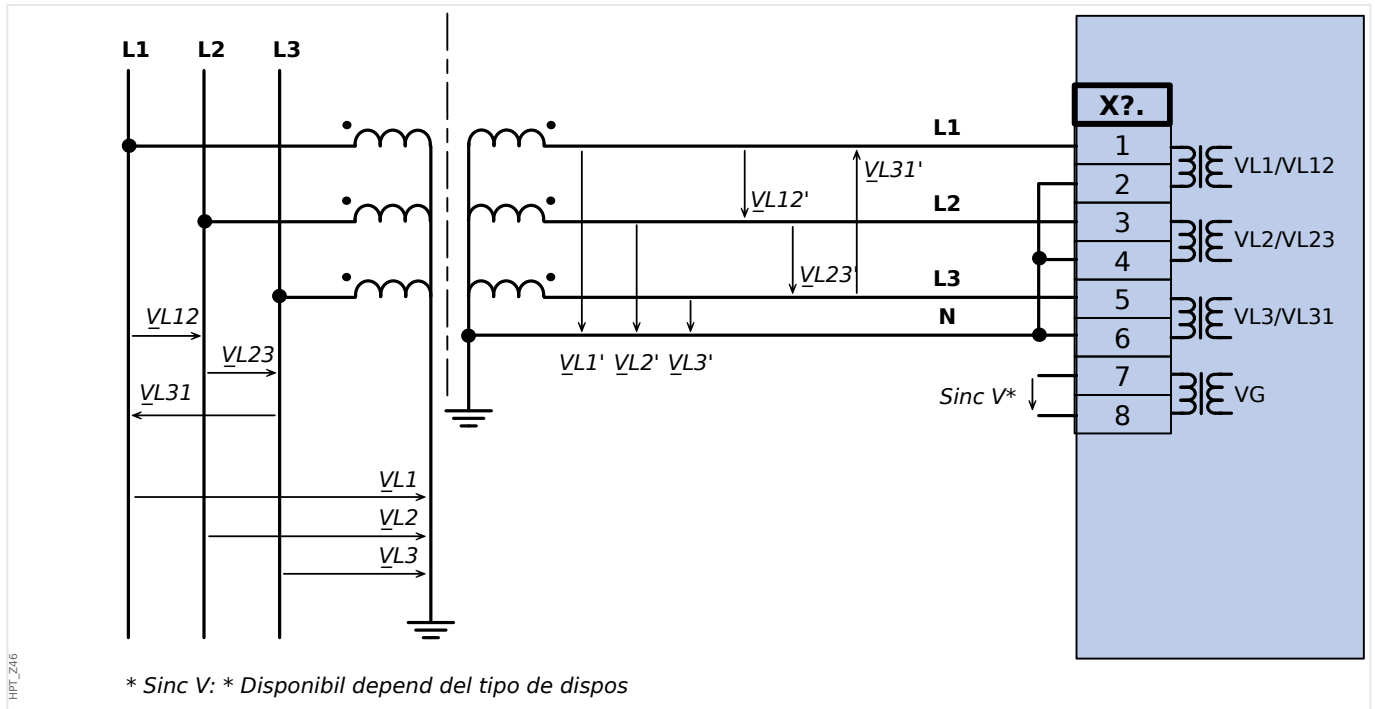 L1 L2 L3
X?.
L1
1
VL1/VL12
VL31'
2
VL12'
L2
3
VL2/VL23
4
VL23'
L3
5
VL12
N
VL3/VL31
6
VL23
VL1' VL2' VL3'
7
VL31
Sinc V*
VG
8
VL1
VL2
VL3
HPT_Z46
* Sinc V: * Disponibil depend del tipo de dispos